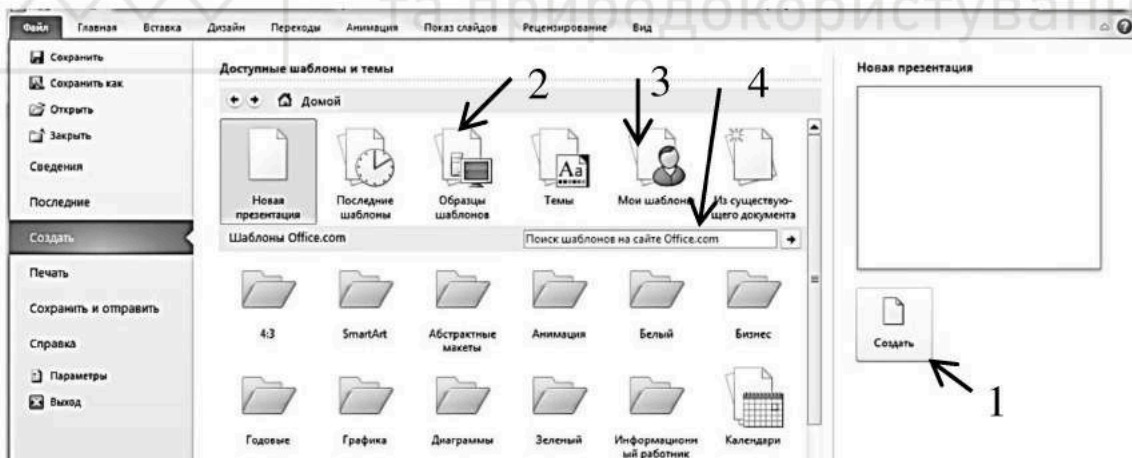 та природокористуван
Файл Главная Вставка Дизайн Переходы Анимация Показ слайдов Рецензирование Вид
Сохранить
Сохранить как
Открыть
Закрыть
Сведения
Последние
Создать
Печать
Сохранить и отправить
Справка
Параметры
Выход
Доступные шаблоны и темы
Домой
2
3
4
Новая
презентация
Последние
шаблоны
Образцы
шаблонов
Темы
Мои шаблоны
Из существую-
щего документа
Шаблоны Office.com
Поиск шаблонов на сайте Office.com
4:3
SmartArt
Абстрактные
макеты
Анимация
Белый
Бизнес
Годовые
Графика
Диаграммы
Зеленый
Информационн
ый работник
Календари
Новая презентация
Создать
1